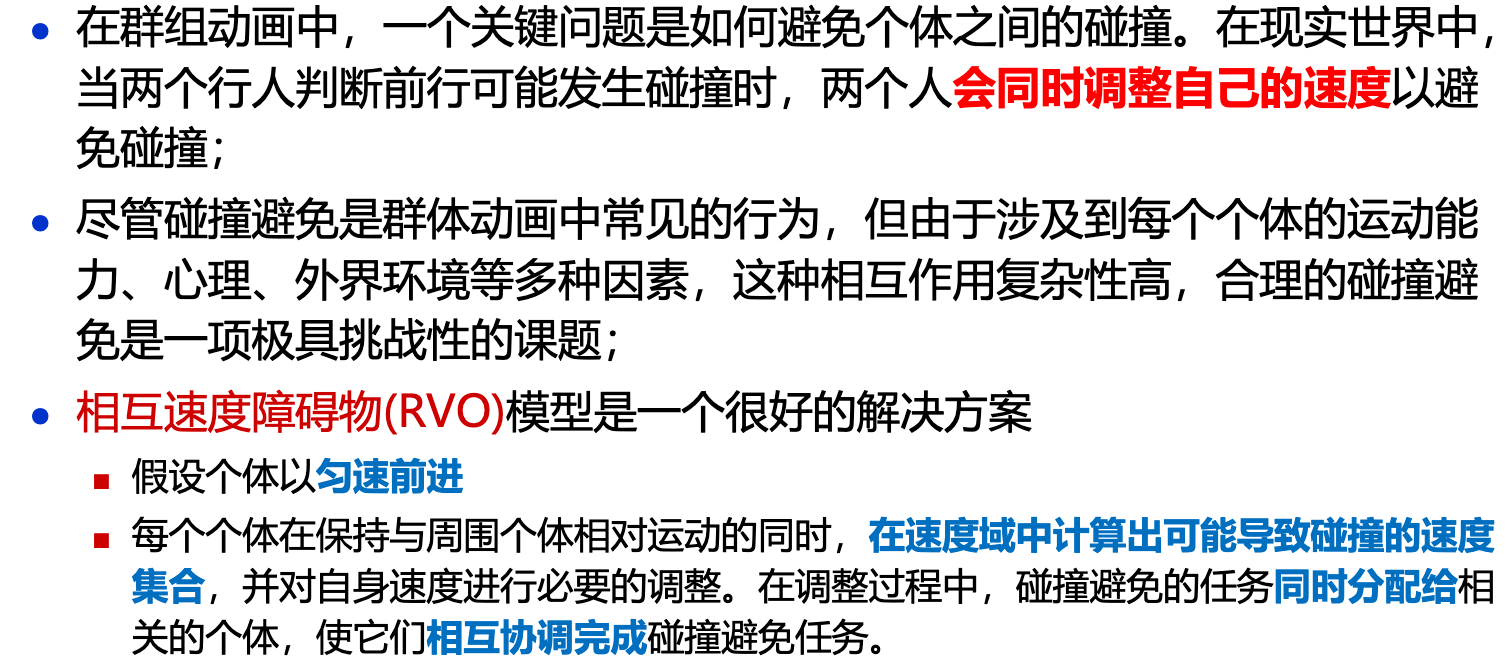 在群组动画中，一个关键问题是如何避免个体之间的碰撞。在现实世界中，
当两个行人判断前行可能发生碰撞时，两个人会同时调整自己的速度以避
免碰撞；
尽管碰撞避免是群体动画中常见的行为，但由于涉及到每个个体的运动能
力、心理、外界环境等多种因素，这种相互作用复杂性高，合理的碰撞避
免是一项极具挑战性的课题；
相互速度障碍物(RVO)模型是一个很好的解决方案
假设个体以匀速前进
每个个体在保持与周围个体相对运动的同时，在速度域中计算出可能导致碰撞的速度
集合，并对自身速度进行必要的调整。在调整过程中，碰撞避免的任务同时分配给相
关的个体，使它们相互协调完成碰撞避免任务。